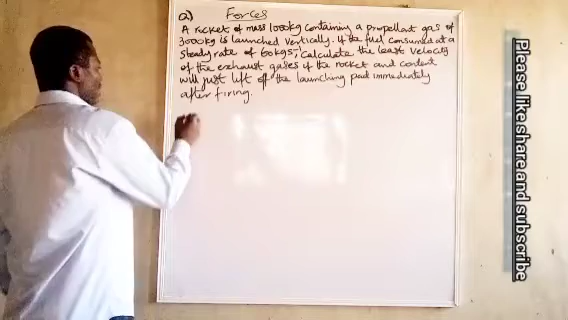 a) Forces
A rocket of mass 1000kg containing a propellant gas of
3000kg is launched vertically. If the fuel consumed at a
steady rate of 60kgs⁻¹, Calculate the least velocity
of the exhaust gases if the rocket and content
will just lift off the launching pad immediately
after firing.
Please like share and subscribe